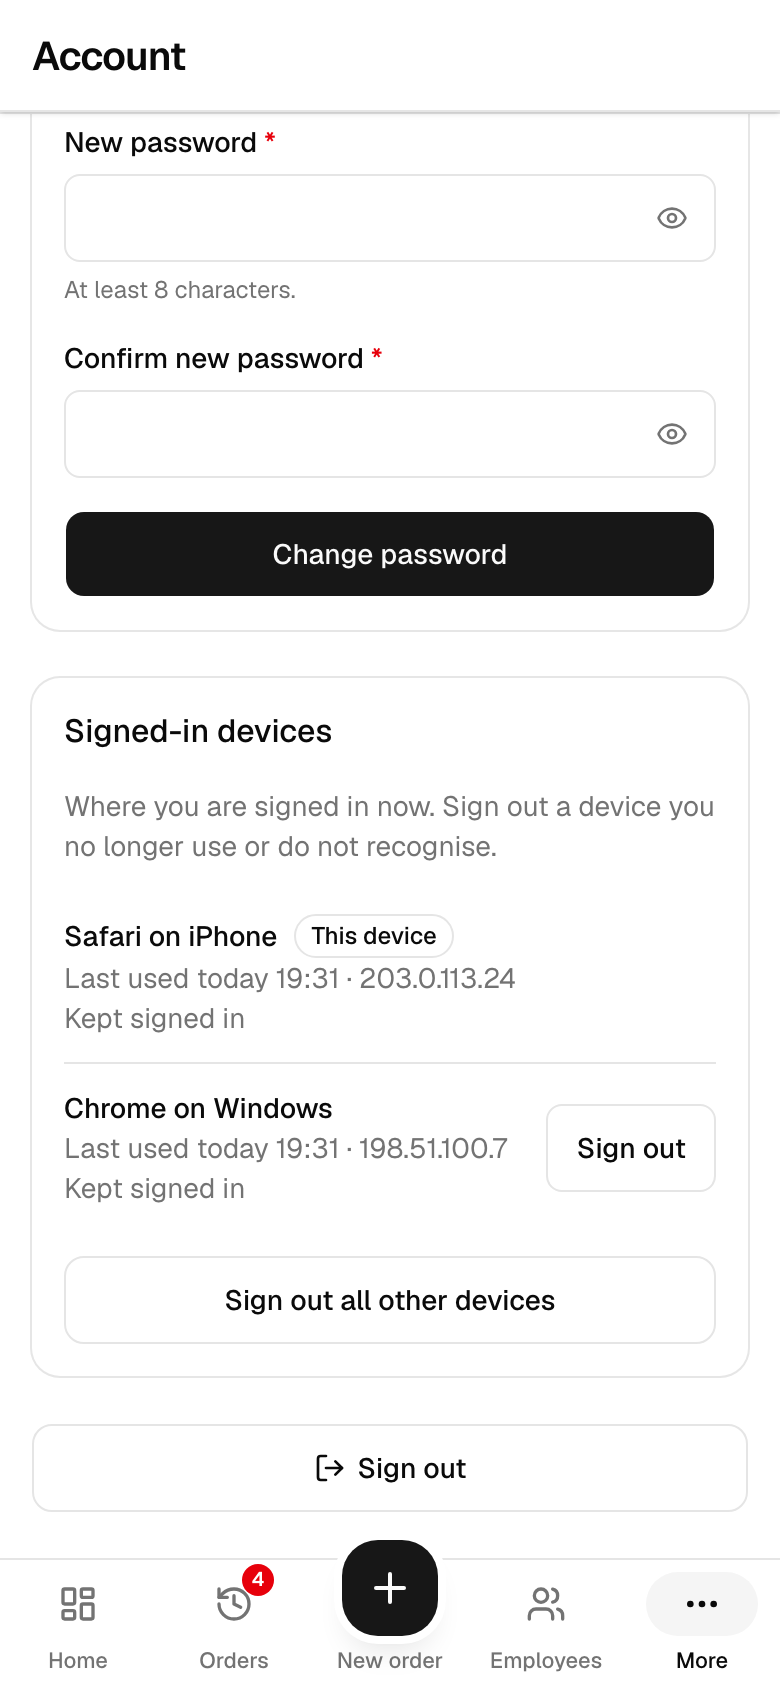 Account
New password *
At least 8 characters.
Confirm new password *
Change password
Signed-in devices
Where you are signed in now. Sign out a device you
no longer use or do not recognise.
Safari on iPhone This device
Last used today 19:31 · 203.0.113.24
Kept signed in
Chrome on Windows
Last used today 19:31 · 198.51.100.7
Kept signed in
Sign out
Sign out all other devices
Sign out
4
Home Orders New order Employees More